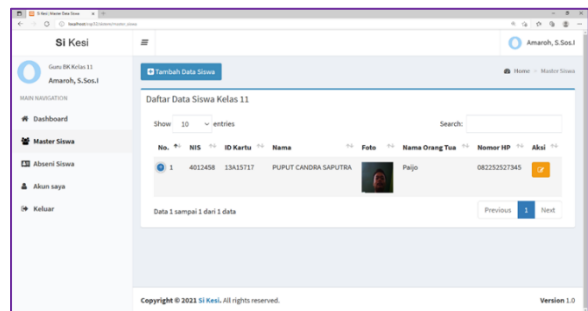 Si Kesi
Amaroh, S.Sos.I
Guru BK Kelas 11
Amaroh, S.Sos.I
MAIN NAVIGATION
Dashboard
Master Siswa
Absensi Siswa
Akun saya
Keluar
Tambah Data Siswa
Home > Master Siswa
Daftar Data Siswa Kelas 11
Show 10 entries
Search:
No. NIS ID Kartu Nama Foto Nama Orang Tua Nomor HP Aksi
1 4012458 13A15717 PUPUT CANDRA SAPUTRA Paijo 082252527345
Data 1 sampai 1 dari 1 data
Previous 1 Next
Copyright © 2021 Si Kesi. All rights reserved.
Version 1.0